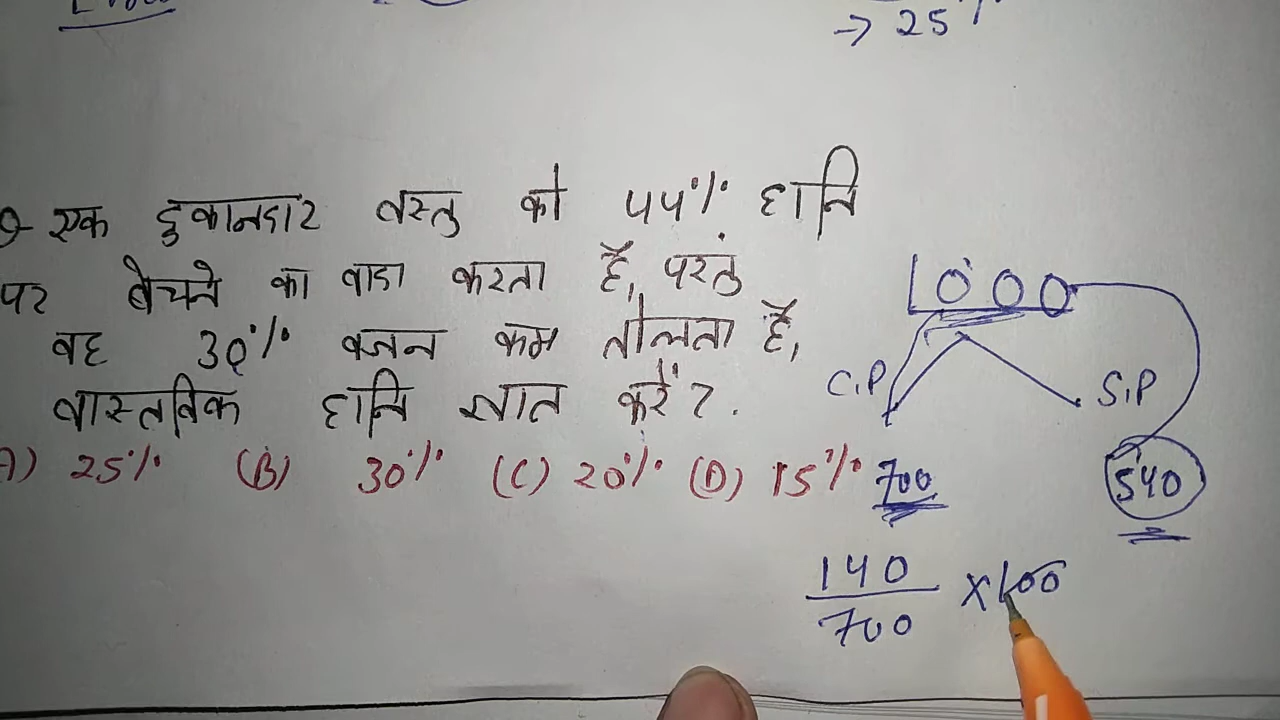 → 25%
Q एक दुकानदार वस्तु को 44% हानि
पर बेचने का वादा करता है, परंतु
वह 30% वजन कम तौलता है,
वास्तविक हानि ज्ञात करें?.
A) 25% (B) 30% (C) 20% (D) 15%
1000
C.P S.P
700 540
140
700 ×100